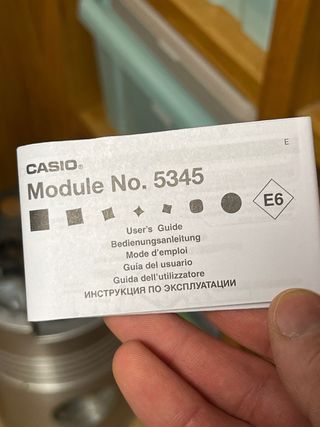 E
CASIO®
Module No. 5345
E6
User's Guide
Bedienungsanleitung
Mode d'emploi
Guía del usuario
Guida dell'utilizzatore
ИНСТРУКЦИЯ ПО ЭКСПЛУАТАЦИИ